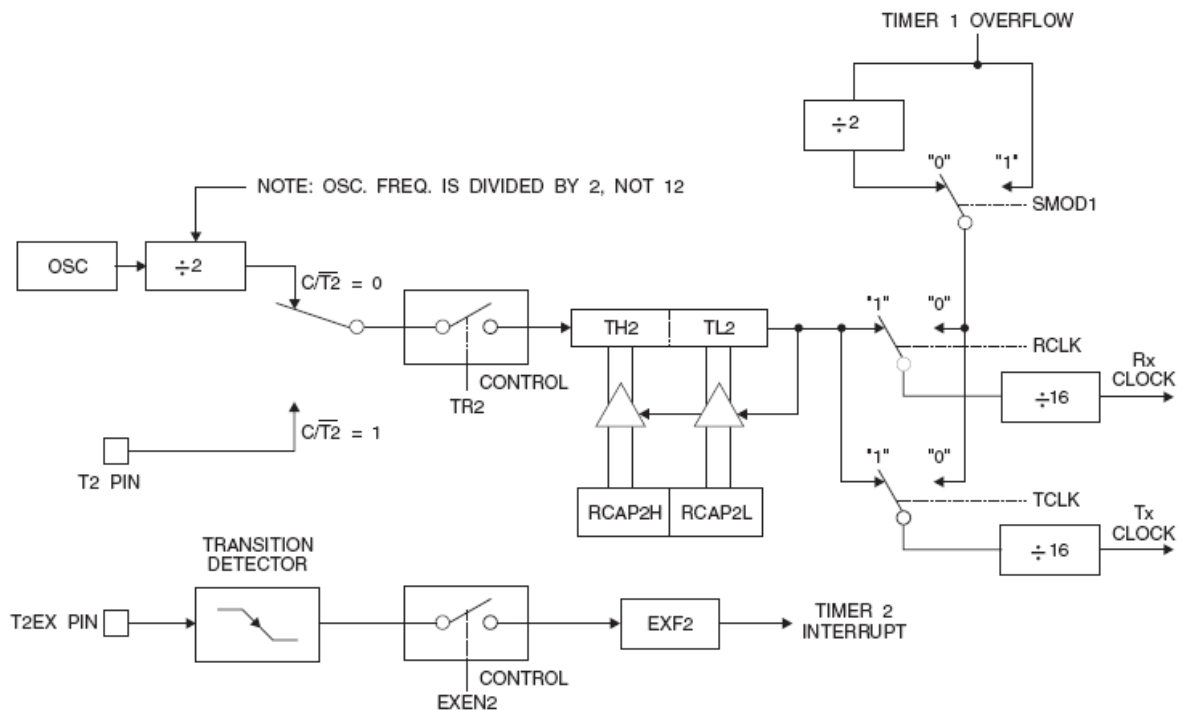 TIMER 1 OVERFLOW
÷2
"0" "1"
SMOD1
NOTE: OSC. FREQ. IS DIVIDED BY 2, NOT 12
OSC
÷2
C/T̅2̅ = 0
TH2
TL2
"1" "0"
RCLK
Rx
CLOCK
÷16
CONTROL
TR2
C/T̅2̅ = 1
T2 PIN
"1" "0"
TCLK
RCAP2H
RCAP2L
Tx
CLOCK
÷16
TRANSITION
DETECTOR
T2EX PIN
EXF2
TIMER 2
INTERRUPT
CONTROL
EXEN2